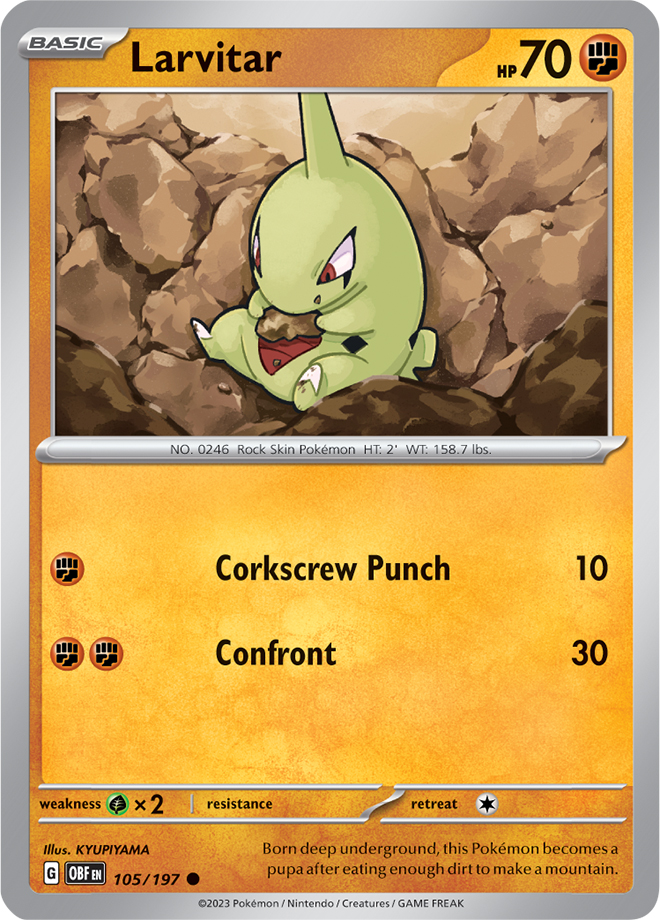 BASIC Larvitar HP 70
NO. 0246 Rock Skin Pokémon HT: 2' WT: 158.7 lbs.
Corkscrew Punch 10
Confront 30
weakness × 2 resistance retreat
Illus. KYUPIYAMA
Born deep underground, this Pokémon becomes a
pupa after eating enough dirt to make a mountain.
G OBF EN 105/197
©2023 Pokémon / Nintendo / Creatures / GAME FREAK